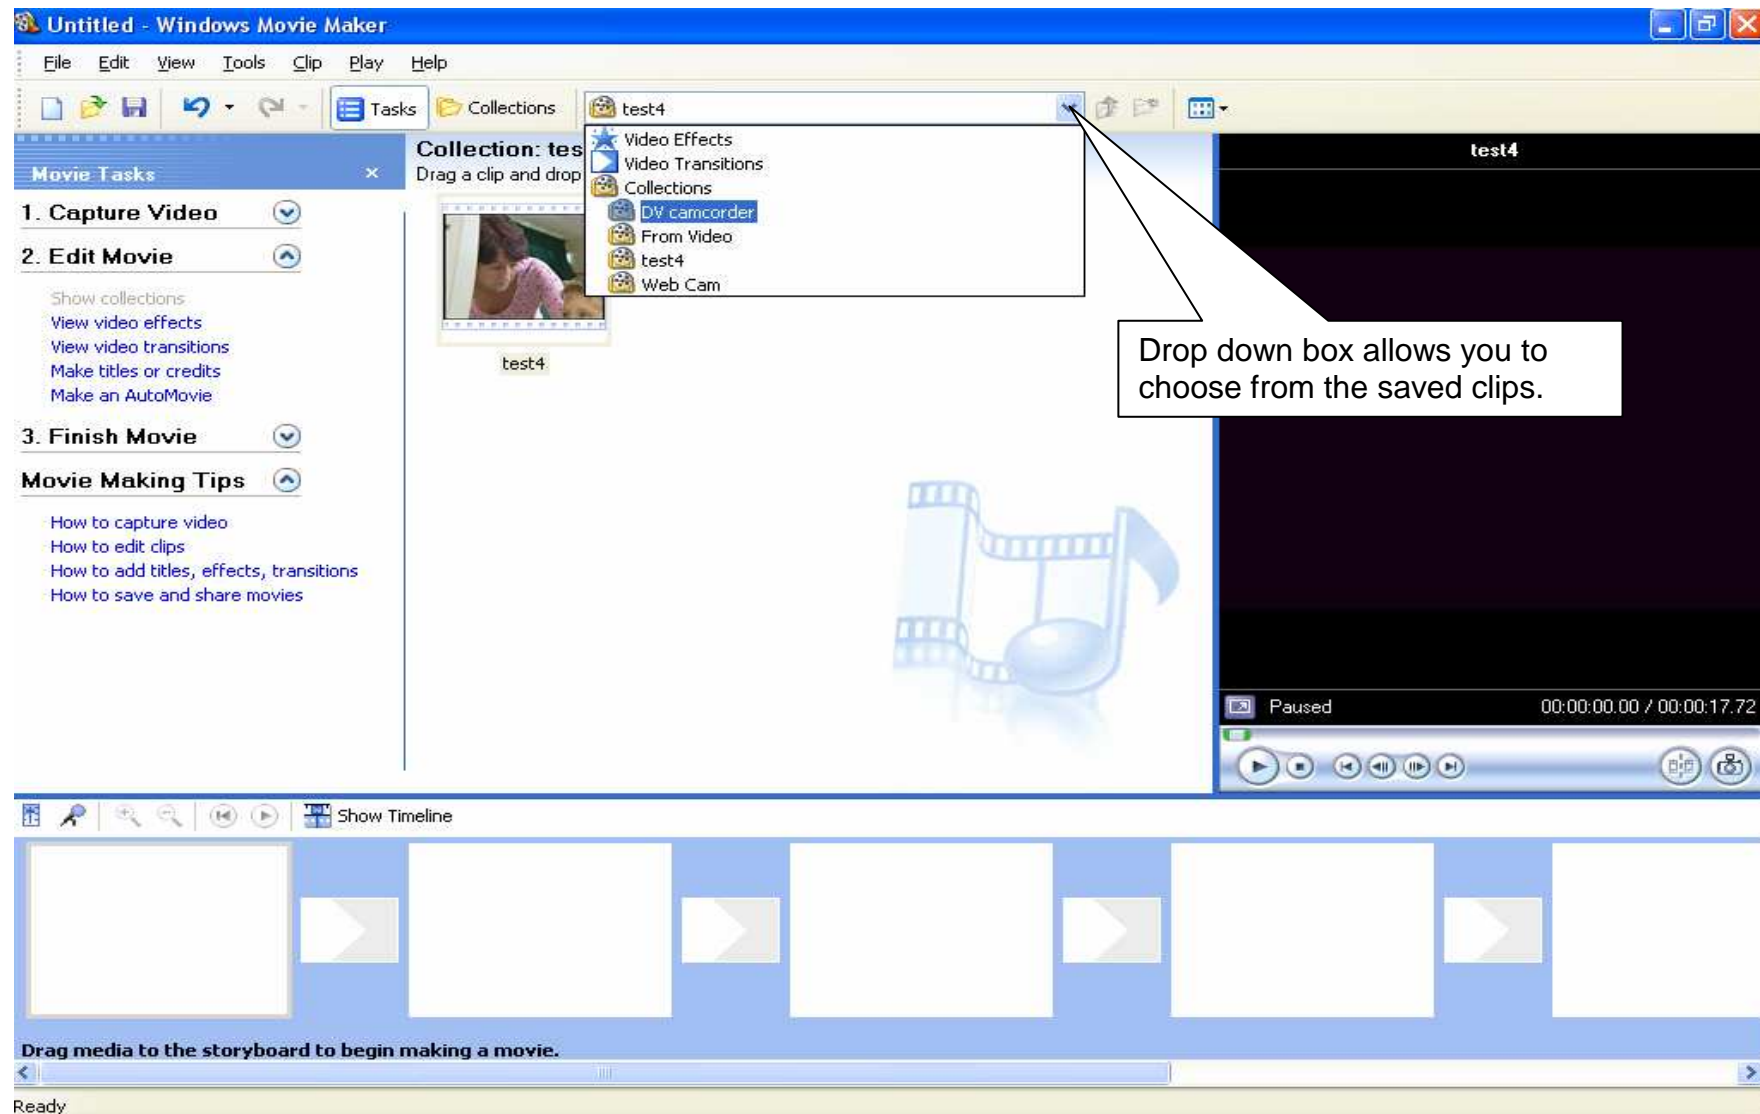 Untitled - Windows Movie Maker
File Edit View Tools Clip Play Help
Tasks Collections test4
Video Effects
Video Transitions
Collections
DV camcorder
From Video
test4
Web Cam
Movie Tasks
1. Capture Video
2. Edit Movie
Show collections
View video effects
View video transitions
Make titles or credits
Make an AutoMovie
3. Finish Movie
Movie Making Tips
How to capture video
How to edit clips
How to add titles, effects, transitions
How to save and share movies
Collection: tes
Drag a clip and drop
test4
Drop down box allows you to
choose from the saved clips.
test4
Paused 00:00:00.00 / 00:00:17.72
Show Timeline
Drag media to the storyboard to begin making a movie.
Ready